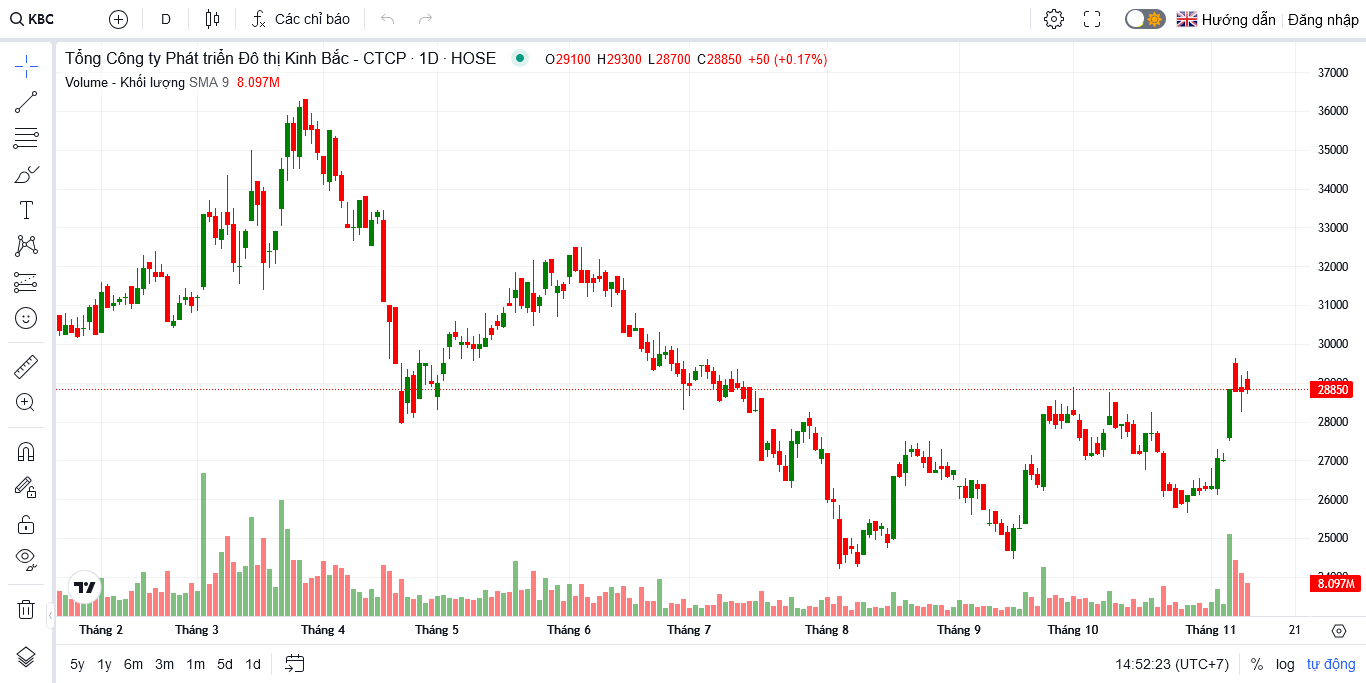 KBC D Các chỉ báo Hướng dẫn Đăng nhập
Tổng Công ty Phát triển Đô thị Kinh Bắc - CTCP · 1D · HOSE O29100 H29300 L28700 C28850 +50 (+0.17%)
Volume - Khối lượng SMA 9 8.097M
37000
36000
35000
34000
33000
32000
31000
30000
28850
28000
27000
26000
25000
8.097M
Tháng 2 Tháng 3 Tháng 4 Tháng 5 Tháng 6 Tháng 7 Tháng 8 Tháng 9 Tháng 10 Tháng 11 21
5y 1y 6m 3m 1m 5d 1d 14:52:23 (UTC+7) % log tự động